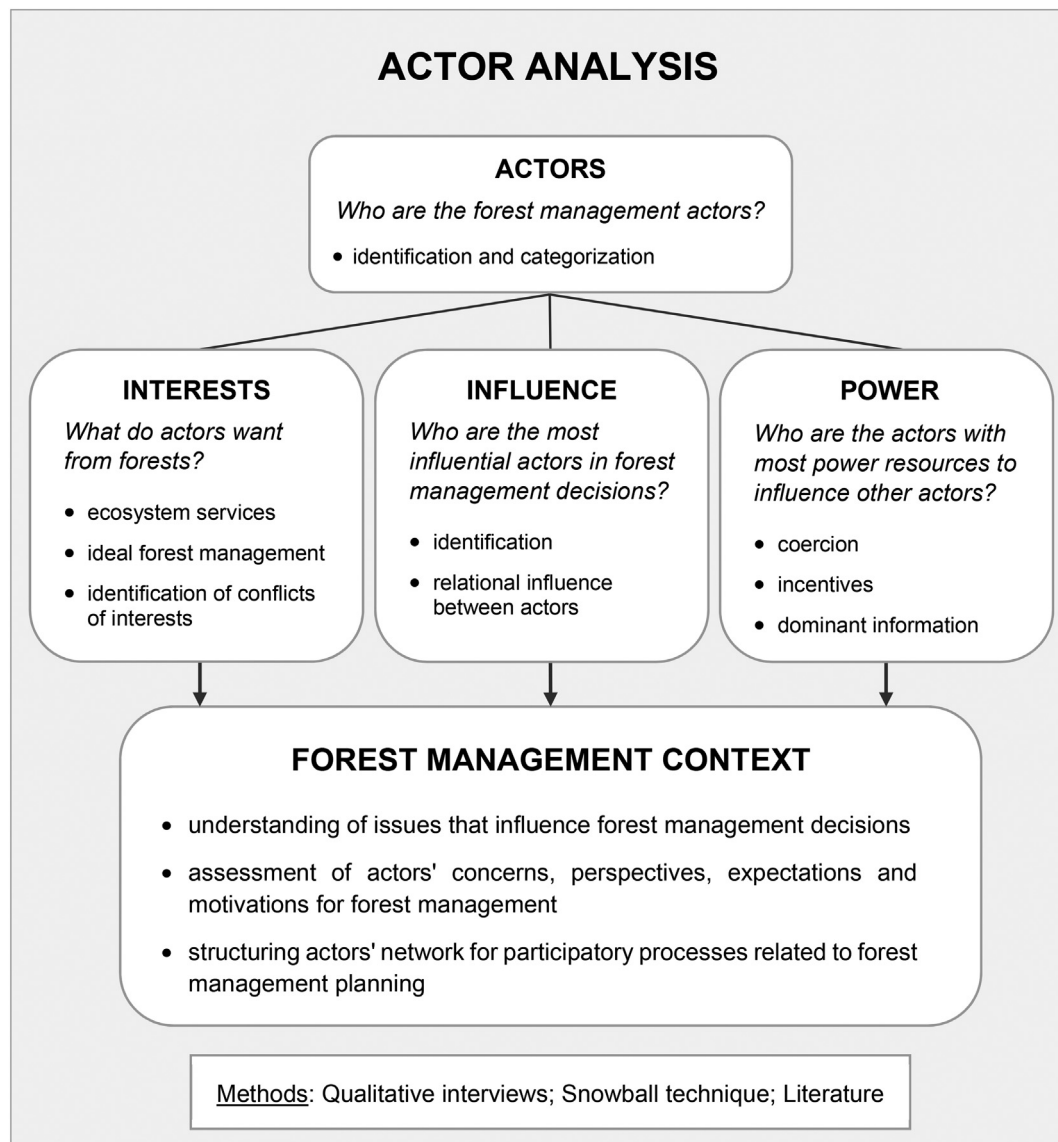 ACTOR ANALYSIS
ACTORS
Who are the forest management actors?
• identification and categorization
INTERESTS
What do actors want
from forests?
• ecosystem services
• ideal forest management
• identification of conflicts
of interests
INFLUENCE
Who are the most
influential actors in forest
management decisions?
• identification
• relational influence
between actors
POWER
Who are the actors with
most power resources to
influence other actors?
• coercion
• incentives
• dominant information
FOREST MANAGEMENT CONTEXT
• understanding of issues that influence forest management decisions
• assessment of actors' concerns, perspectives, expectations and
motivations for forest management
• structuring actors' network for participatory processes related to forest
management planning
Methods: Qualitative interviews; Snowball technique; Literature